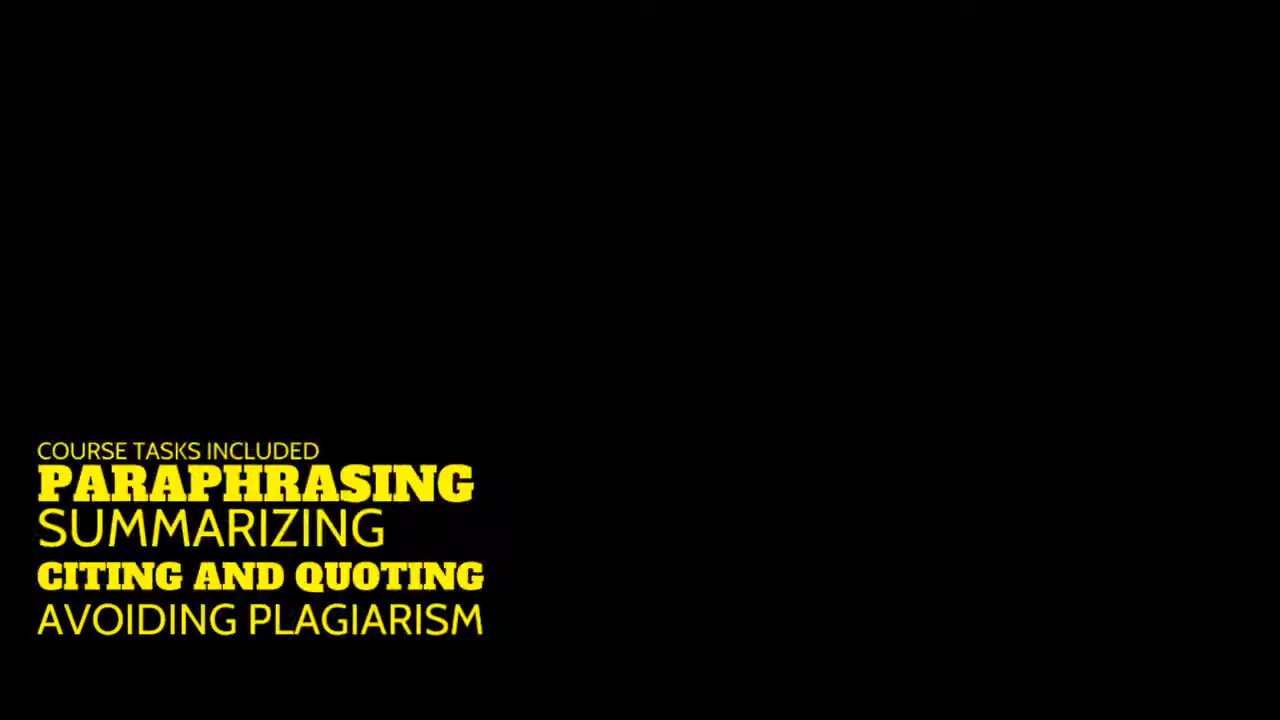 COURSE TASKS INCLUDED
PARAPHRASING
SUMMARIZING
CITING AND QUOTING
AVOIDING PLAGIARISM